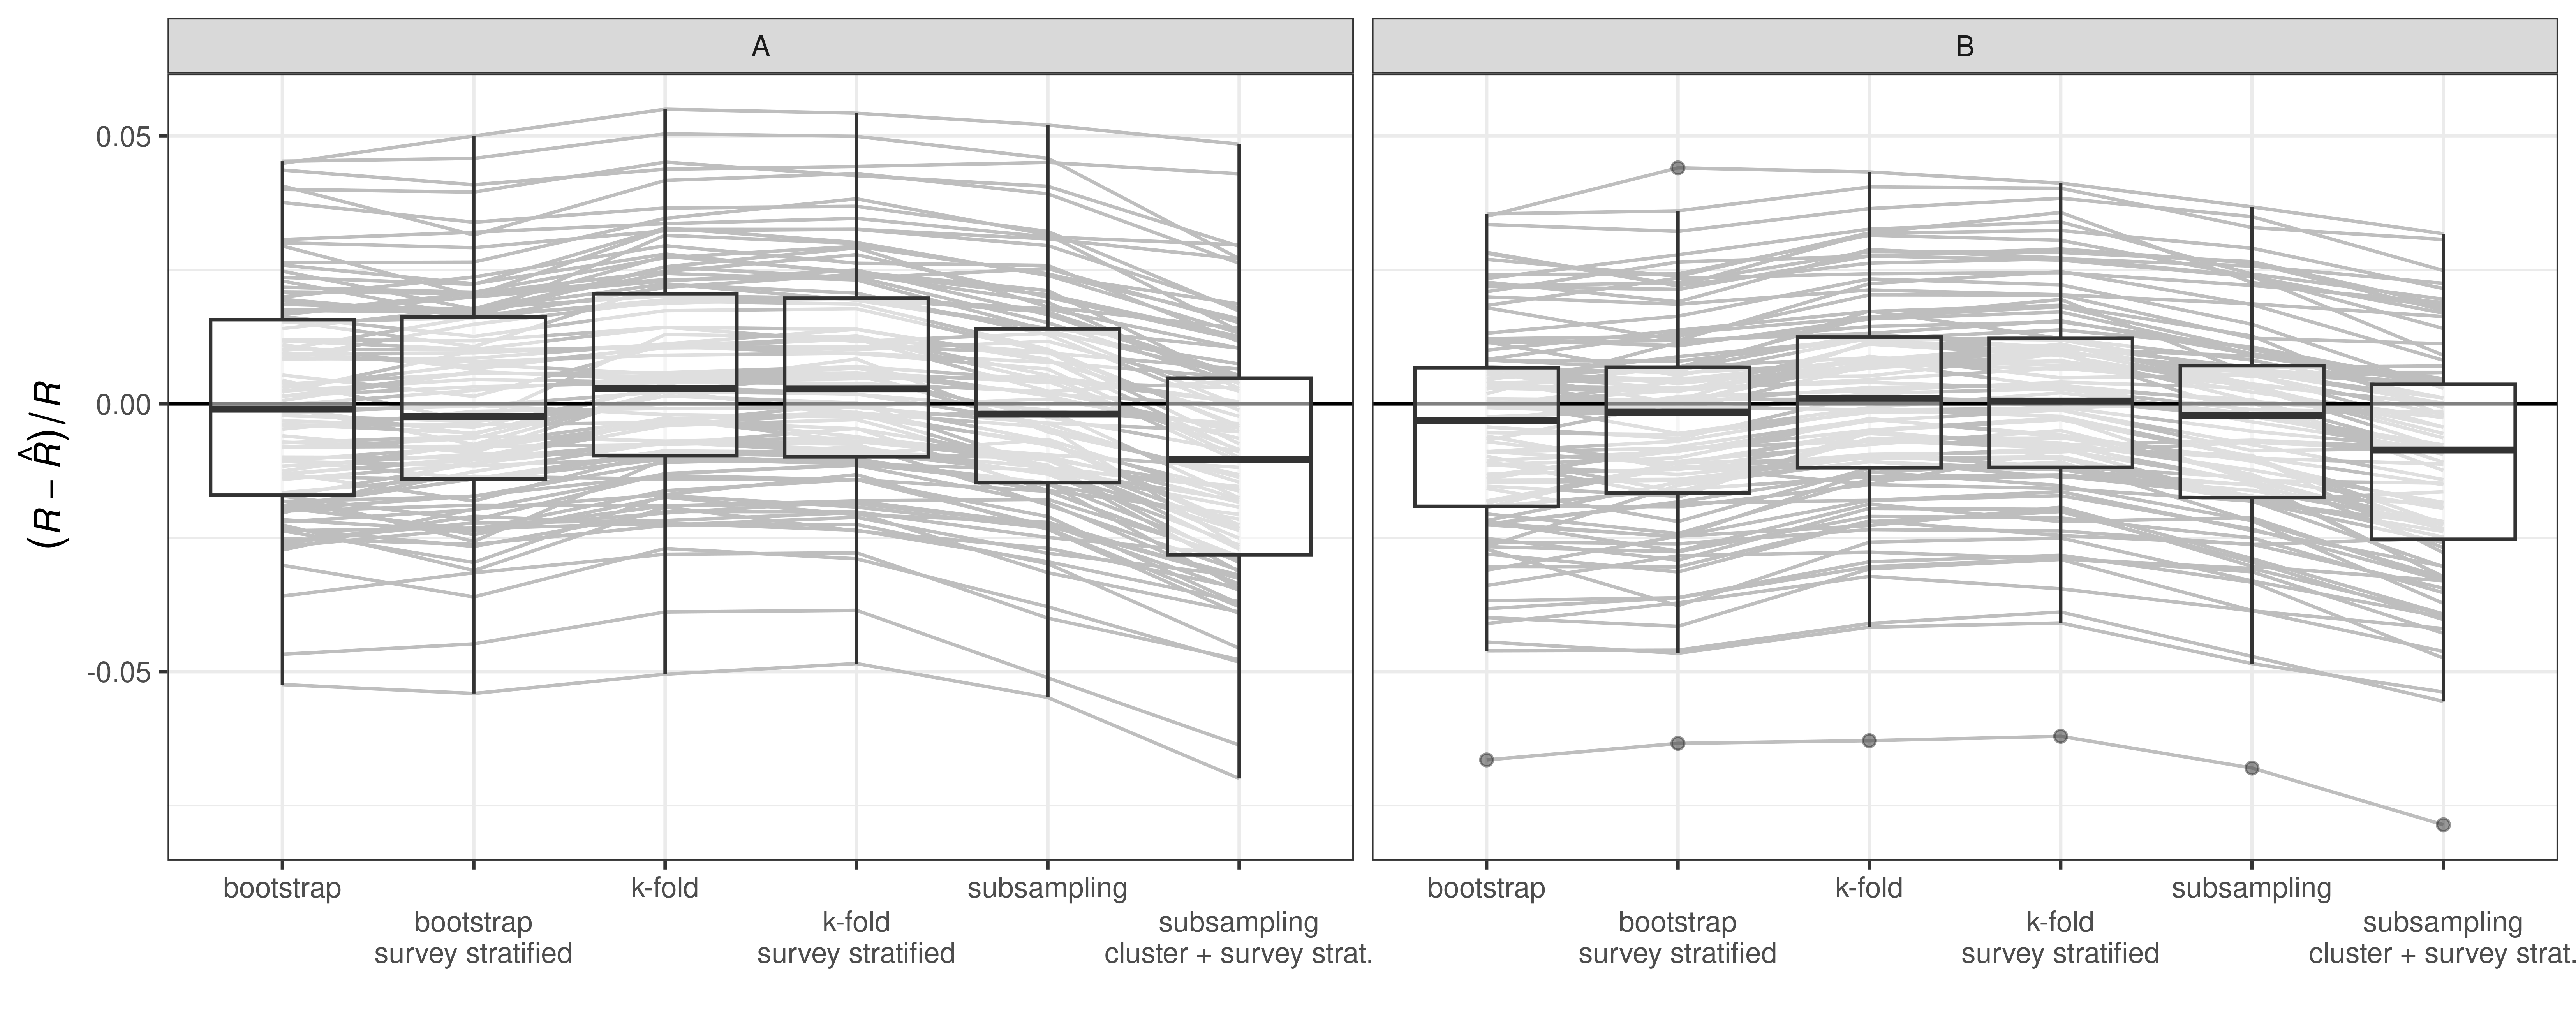 A
B
(R − R̂) / R
0.05
0.00
-0.05
bootstrap
bootstrap
survey stratified
k-fold
k-fold
survey stratified
subsampling
subsampling
cluster + survey strat.
bootstrap
bootstrap
survey stratified
k-fold
k-fold
survey stratified
subsampling
subsampling
cluster + survey strat.